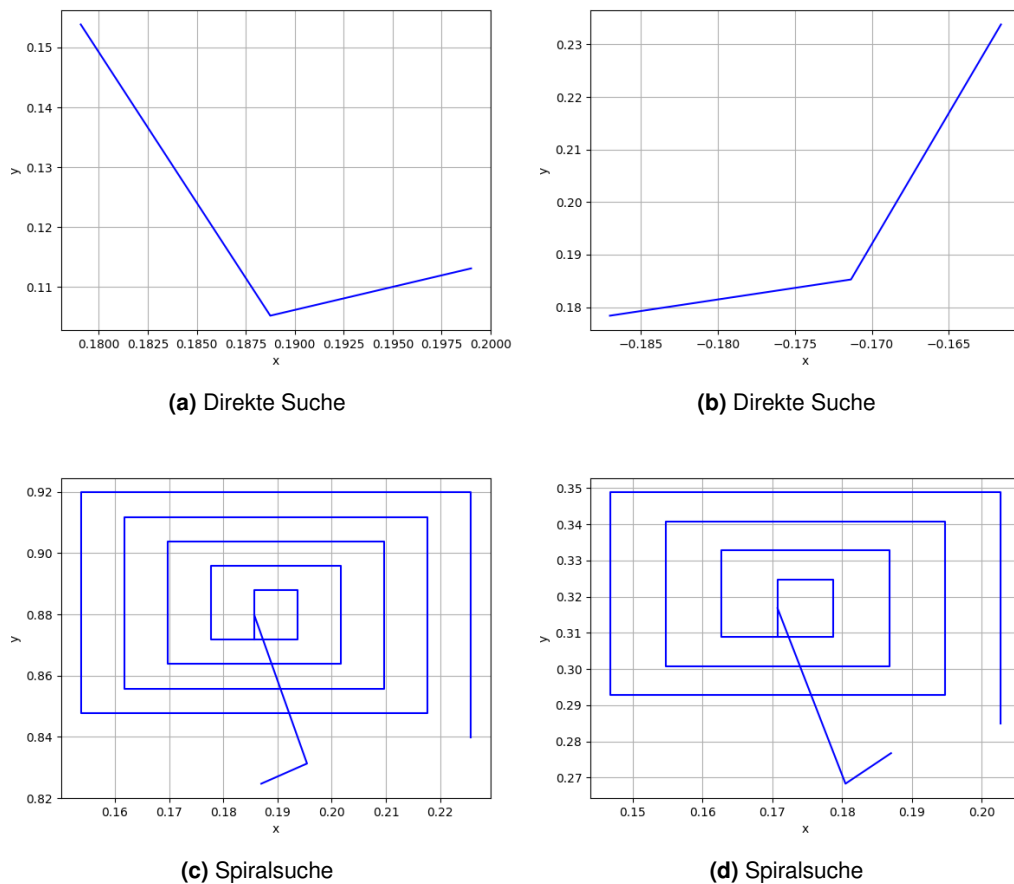 0.15
0.14
0.13
0.12
0.11
y
0.1800 0.1825 0.1850 0.1875 0.1900 0.1925 0.1950 0.1975 0.2000
x
(a) Direkte Suche
0.23
0.22
0.21
0.20
0.19
0.18
y
−0.185 −0.180 −0.175 −0.170 −0.165
x
(b) Direkte Suche
0.92
0.90
0.88
0.86
0.84
0.82
y
0.16 0.17 0.18 0.19 0.20 0.21 0.22
x
(c) Spiralsuche
0.35
0.34
0.33
0.32
0.31
0.30
0.29
0.28
0.27
y
0.15 0.16 0.17 0.18 0.19 0.20
x
(d) Spiralsuche